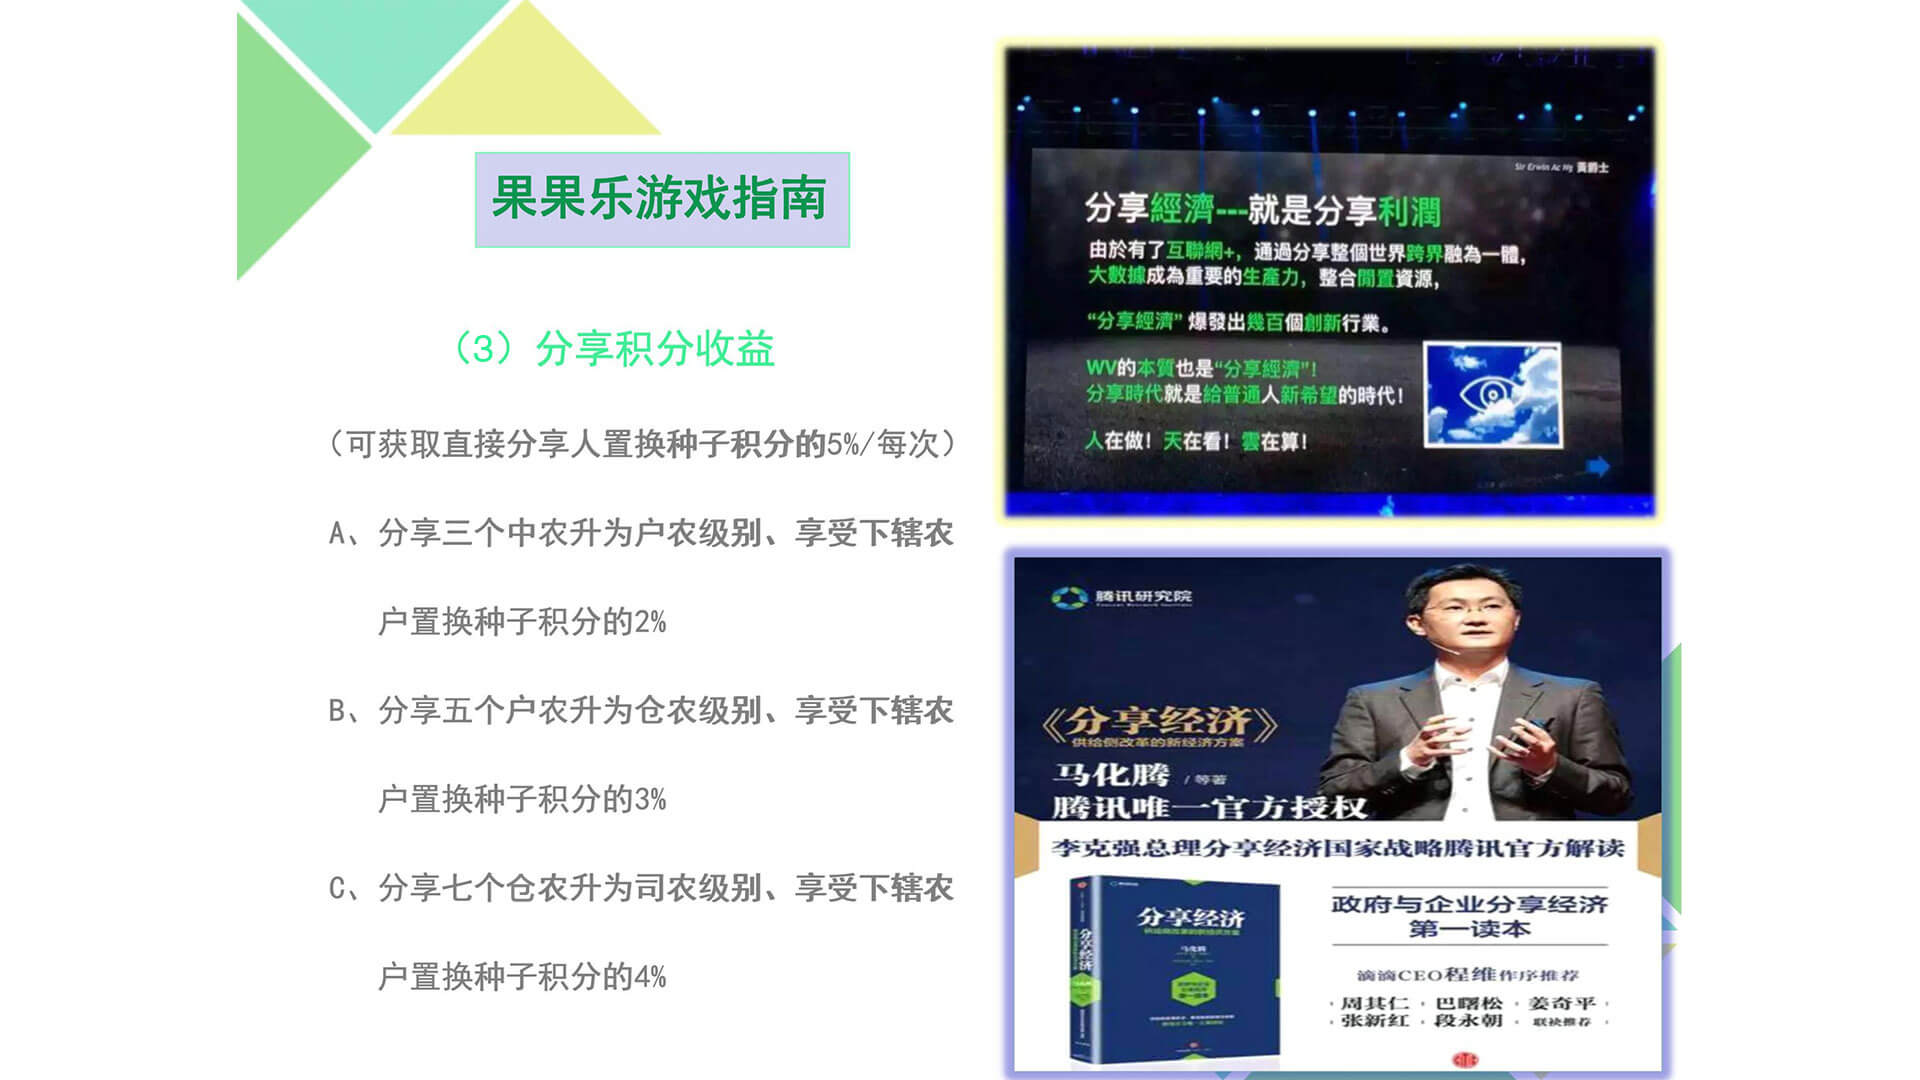 果果乐游戏指南
（3）分享积分收益
（可获取直接分享人置换种子积分的5%/每次）
A、分享三个中农升为户农级别、享受下辖农
户置换种子积分的2%
B、分享五个户农升为仓农级别、享受下辖农
户置换种子积分的3%
C、分享七个仓农升为司农级别、享受下辖农
户置换种子积分的4%
Sir Erwin Ac Ng 黃爵士
分享經濟---就是分享利潤
由於有了互聯網+，通過分享整個世界跨界融為一體，
大數據成為重要的生產力，整合閒置資源，
“分享經濟” 爆發出幾百個創新行業。
WV的本質也是“分享經濟”！
分享時代就是給普通人新希望的時代！
人在做！天在看！雲在算！
腾讯研究院
《分享经济》
供给侧改革的新经济方案
马化腾 / 等著
腾讯唯一官方授权
李克强总理分享经济国家战略腾讯官方解读
分享经济
马化腾
分享经济
政府与企业分享经济
第一读本
滴滴CEO程维作序推荐
· 周其仁 · 巴曙松 · 姜奇平 ·
· 张新红 · 段永朝 · 联袂推荐 ·